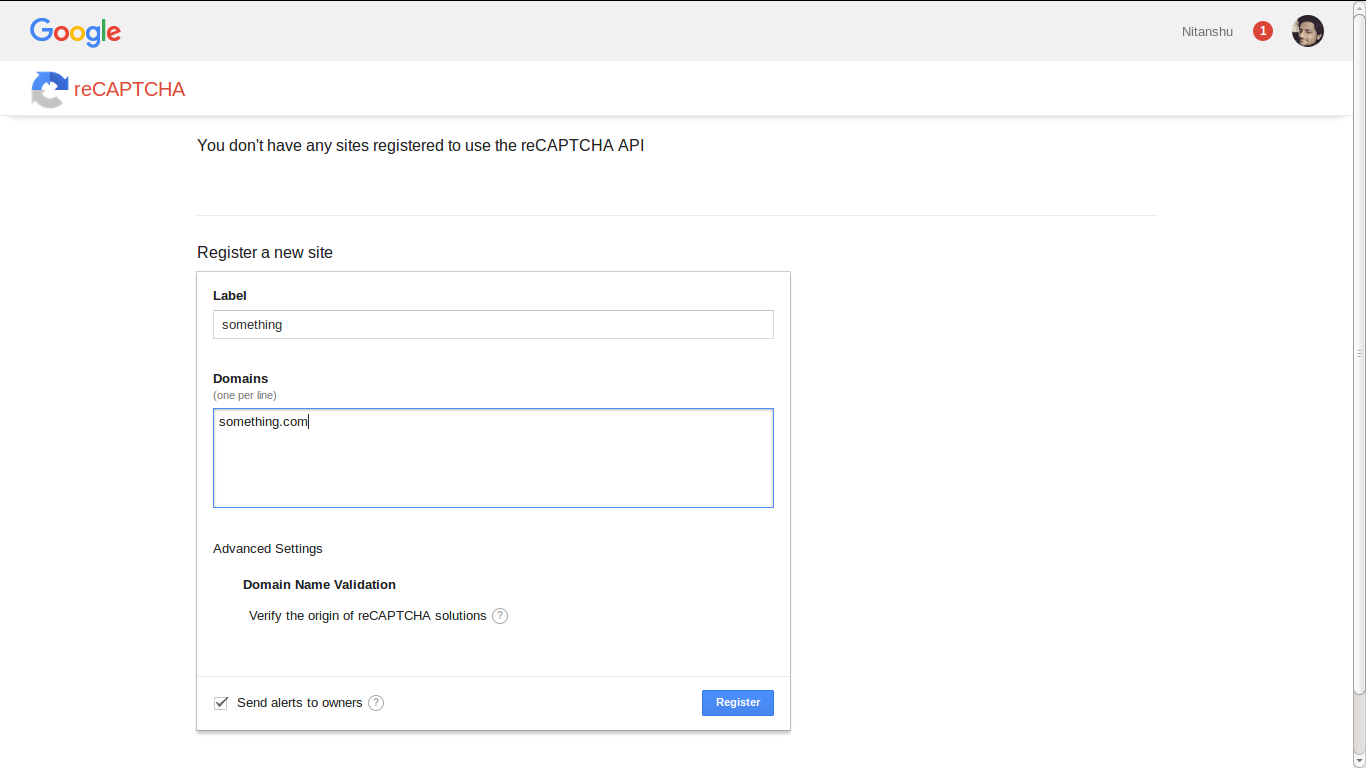 Google
Nitanshu
1
reCAPTCHA
You don't have any sites registered to use the reCAPTCHA API
Register a new site
Label
something
Domains
(one per line)
something.com
Advanced Settings
Domain Name Validation
Verify the origin of reCAPTCHA solutions ?
Send alerts to owners ?
Register